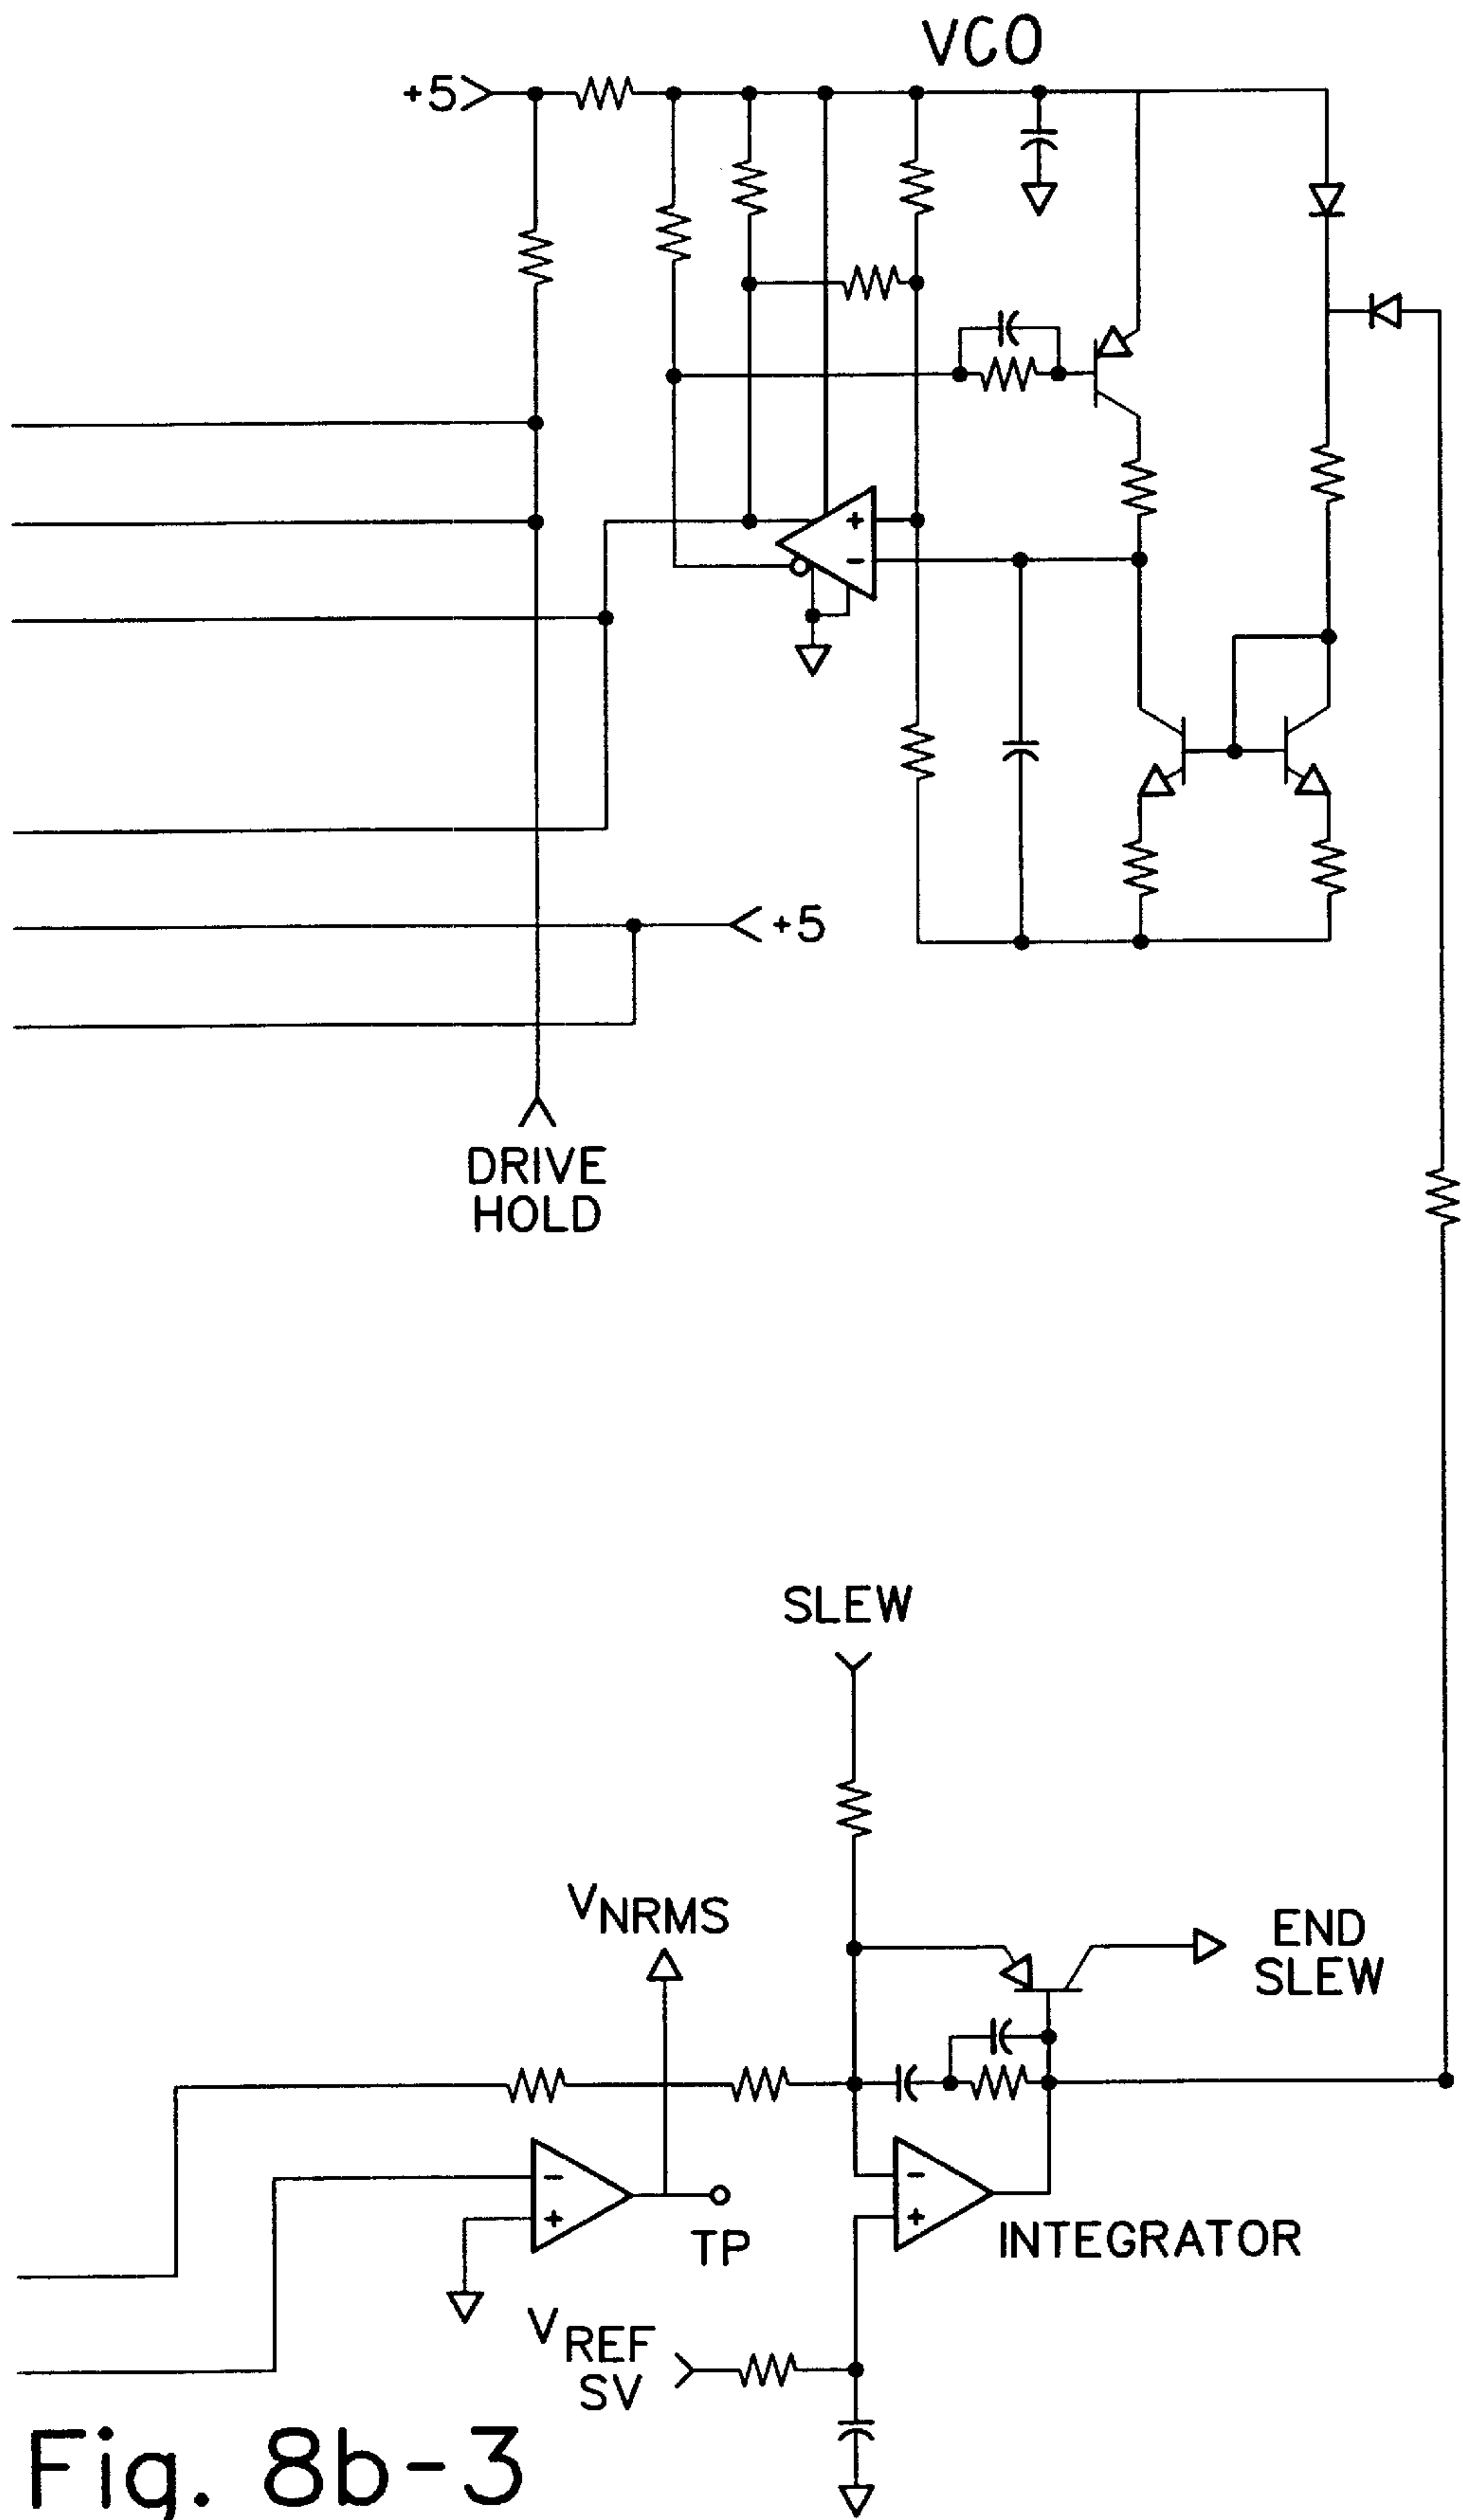 VCO
+5
+
-
+5
DRIVE
HOLD
SLEW
VNRMS
END
SLEW
-
+
TP
-
+
INTEGRATOR
VREF
SV
Fig. 8b-3